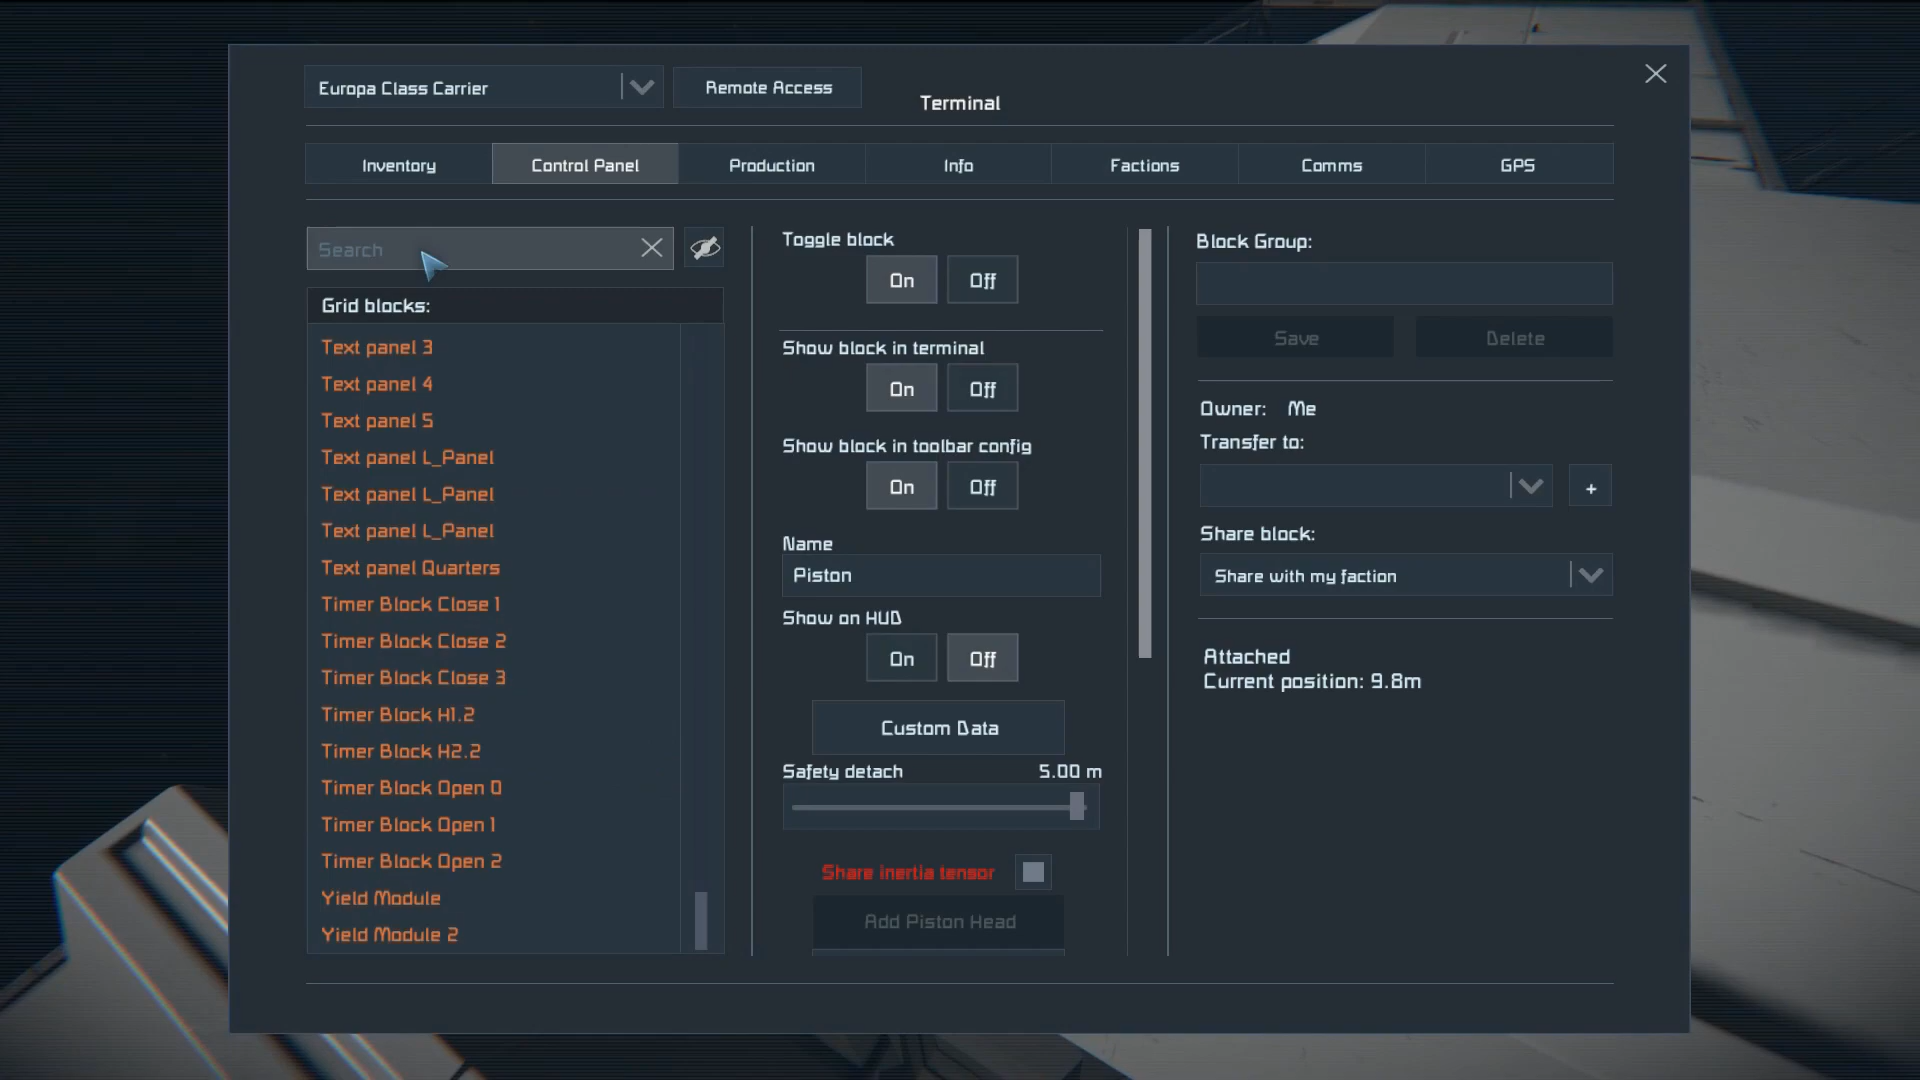 Europa Class Carrier
Remote Access
Terminal
Inventory
Control Panel
Production
Info
Factions
Comms
GPS
Search
Grid blocks:
Text panel 3
Text panel 4
Text panel 5
Text panel L_Panel
Text panel L_Panel
Text panel L_Panel
Text panel Quarters
Timer Block Close 1
Timer Block Close 2
Timer Block Close 3
Timer Block H1.2
Timer Block H2.2
Timer Block Open 0
Timer Block Open 1
Timer Block Open 2
Yield Module
Yield Module 2
Toggle block
On Off
Show block in terminal
On Off
Show block in toolbar config
On Off
Name
Piston
Show on HUD
On Off
Custom Data
Safety detach 5.00 m
Share inertia tensor
Add Piston Head
Block Group:
Save Delete
Owner: Me
Transfer to:
+
Share block:
Share with my faction
Attached
Current position: 9.8m